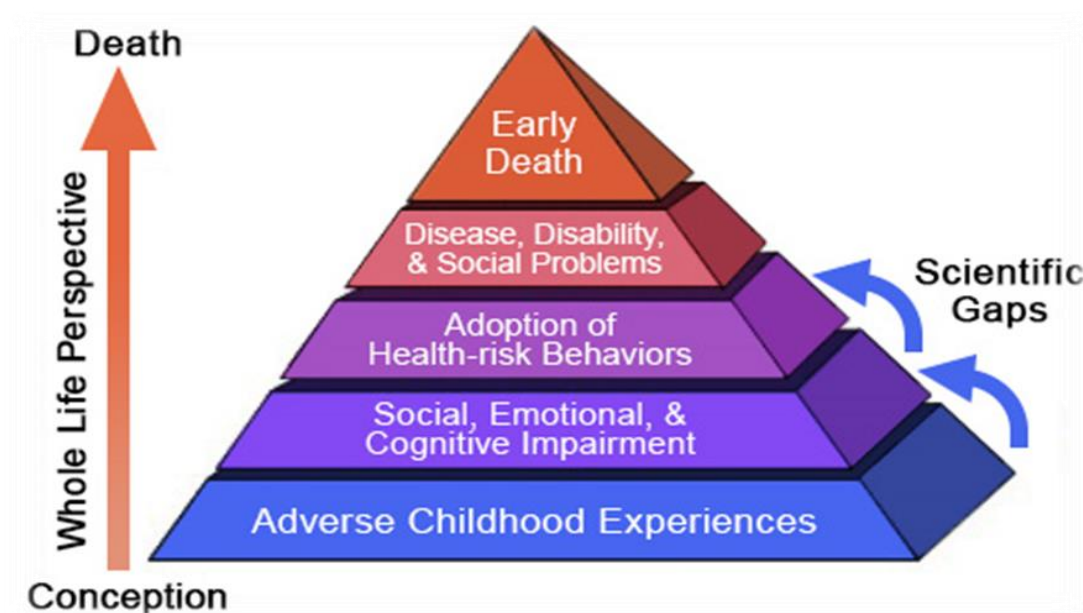 Death
Whole Life Perspective
Conception
Early
Death
Disease, Disability,
& Social Problems
Adoption of
Health-risk Behaviors
Social, Emotional, &
Cognitive Impairment
Adverse Childhood Experiences
Scientific
Gaps